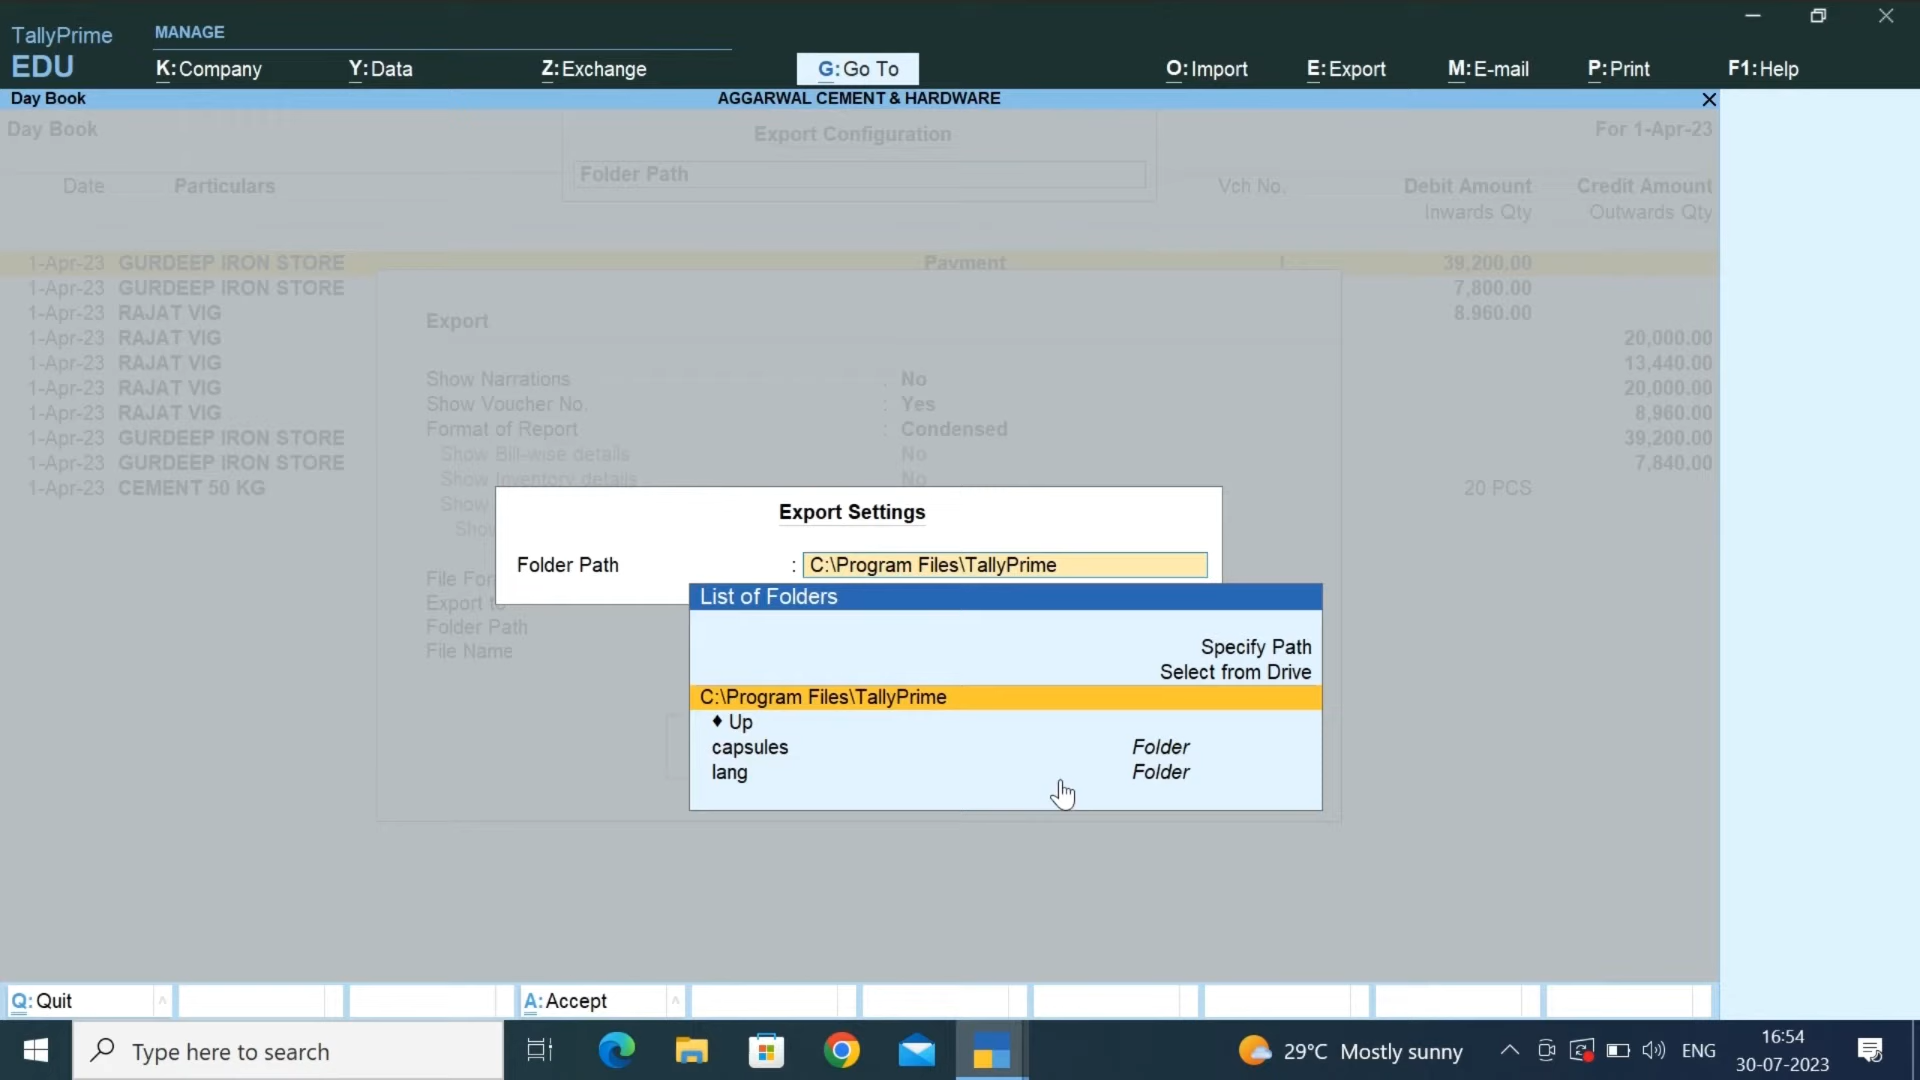 TallyPrime
EDU
MANAGE
K:Company
Y:Data
Z:Exchange
G:Go To
O:Import
E:Export
M:E-mail
P:Print
F1:Help
Day Book
AGGARWAL CEMENT & HARDWARE
Day Book
Export Configuration
For 1-Apr-23
Folder Path
Date Particulars Vch No. Debit Amount Credit Amount
Inwards Qty Outwards Qty
1-Apr-23 GURDEEP IRON STORE Payment 39,200.00
1-Apr-23 GURDEEP IRON STORE 7,800.00
1-Apr-23 RAJAT VIG 8,960.00
1-Apr-23 RAJAT VIG 20,000.00
1-Apr-23 RAJAT VIG 13,440.00
1-Apr-23 RAJAT VIG 20,000.00
1-Apr-23 RAJAT VIG 8,960.00
1-Apr-23 GURDEEP IRON STORE 39,200.00
1-Apr-23 GURDEEP IRON STORE 7,840.00
1-Apr-23 CEMENT 50 KG 20 PCS
Export
Show Narrations : No
Show Voucher No. : Yes
Format of Report : Condensed
Show Bill-wise details No
Show Inventory details No
Show
File
Export
Folder Path
File Name
Export Settings
Folder Path : C:\Program Files\TallyPrime
List of Folders
Specify Path
Select from Drive
C:\Program Files\TallyPrime
♦ Up
capsules Folder
lang Folder
Q:Quit
A:Accept
Type here to search
29°C Mostly sunny
ENG
16:54
30-07-2023